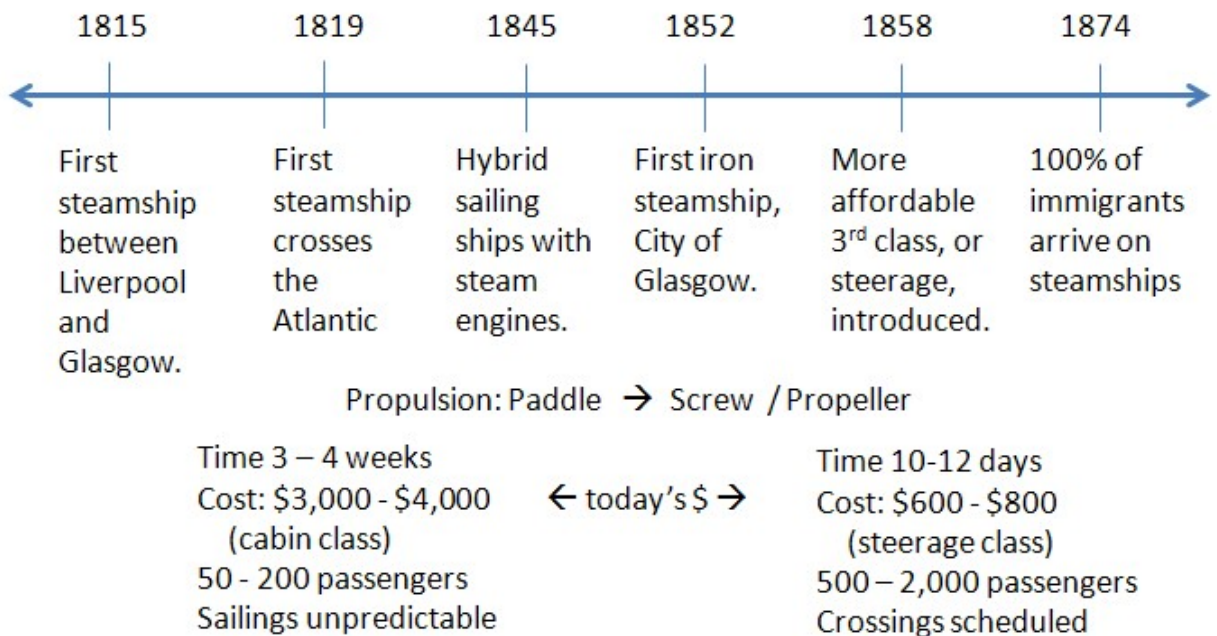 1815 1819 1845 1852 1858 1874
First
steamship
between
Liverpool
and
Glasgow.
First
steamship
crosses
the
Atlantic
Hybrid
sailing
ships with
steam
engines.
First iron
steamship,
City of
Glasgow.
More
affordable
3rd class, or
steerage,
introduced.
100% of
immigrants
arrive on
steamships
Propulsion: Paddle → Screw / Propeller
Time 3 – 4 weeks
Cost: $3,000 - $4,000
(cabin class)
50 - 200 passengers
Sailings unpredictable
← today's $ →
Time 10-12 days
Cost: $600 - $800
(steerage class)
500 – 2,000 passengers
Crossings scheduled